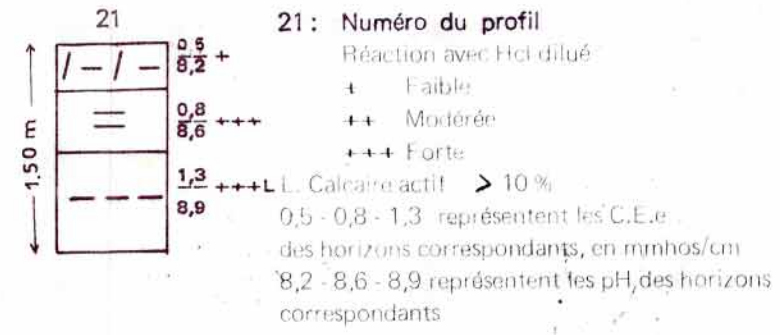 21
0,5
8,2 +
0,8
8,6 +++
1,3
8,9 +++L
1.50 m
21 : Numéro du profil
Réaction avec Hcl dilué
+ Faible
++ Modérée
+++ Forte
L. Calcaire actif > 10 %
0,5 - 0,8 - 1,3 représentent les C.E.e
des horizons correspondants, en mmhos/cm
8,2 - 8,6 - 8,9 représentent les pH, des horizons
correspondants